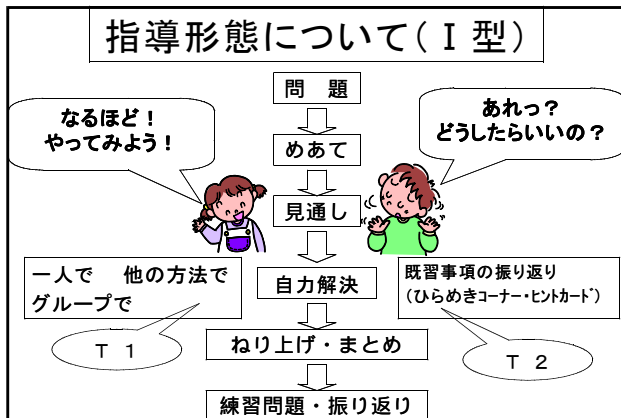 指導形態について(Ⅰ型)
問　題
なるほど！
やってみよう！
あれっ？
どうしたらいいの？
めあて
見通し
一人で　他の方法で
グループで
自力解決
既習事項の振り返り
(ひらめきコーナー・ヒントカード)
Ｔ　１
ねり上げ・まとめ
Ｔ　２
練習問題・振り返り